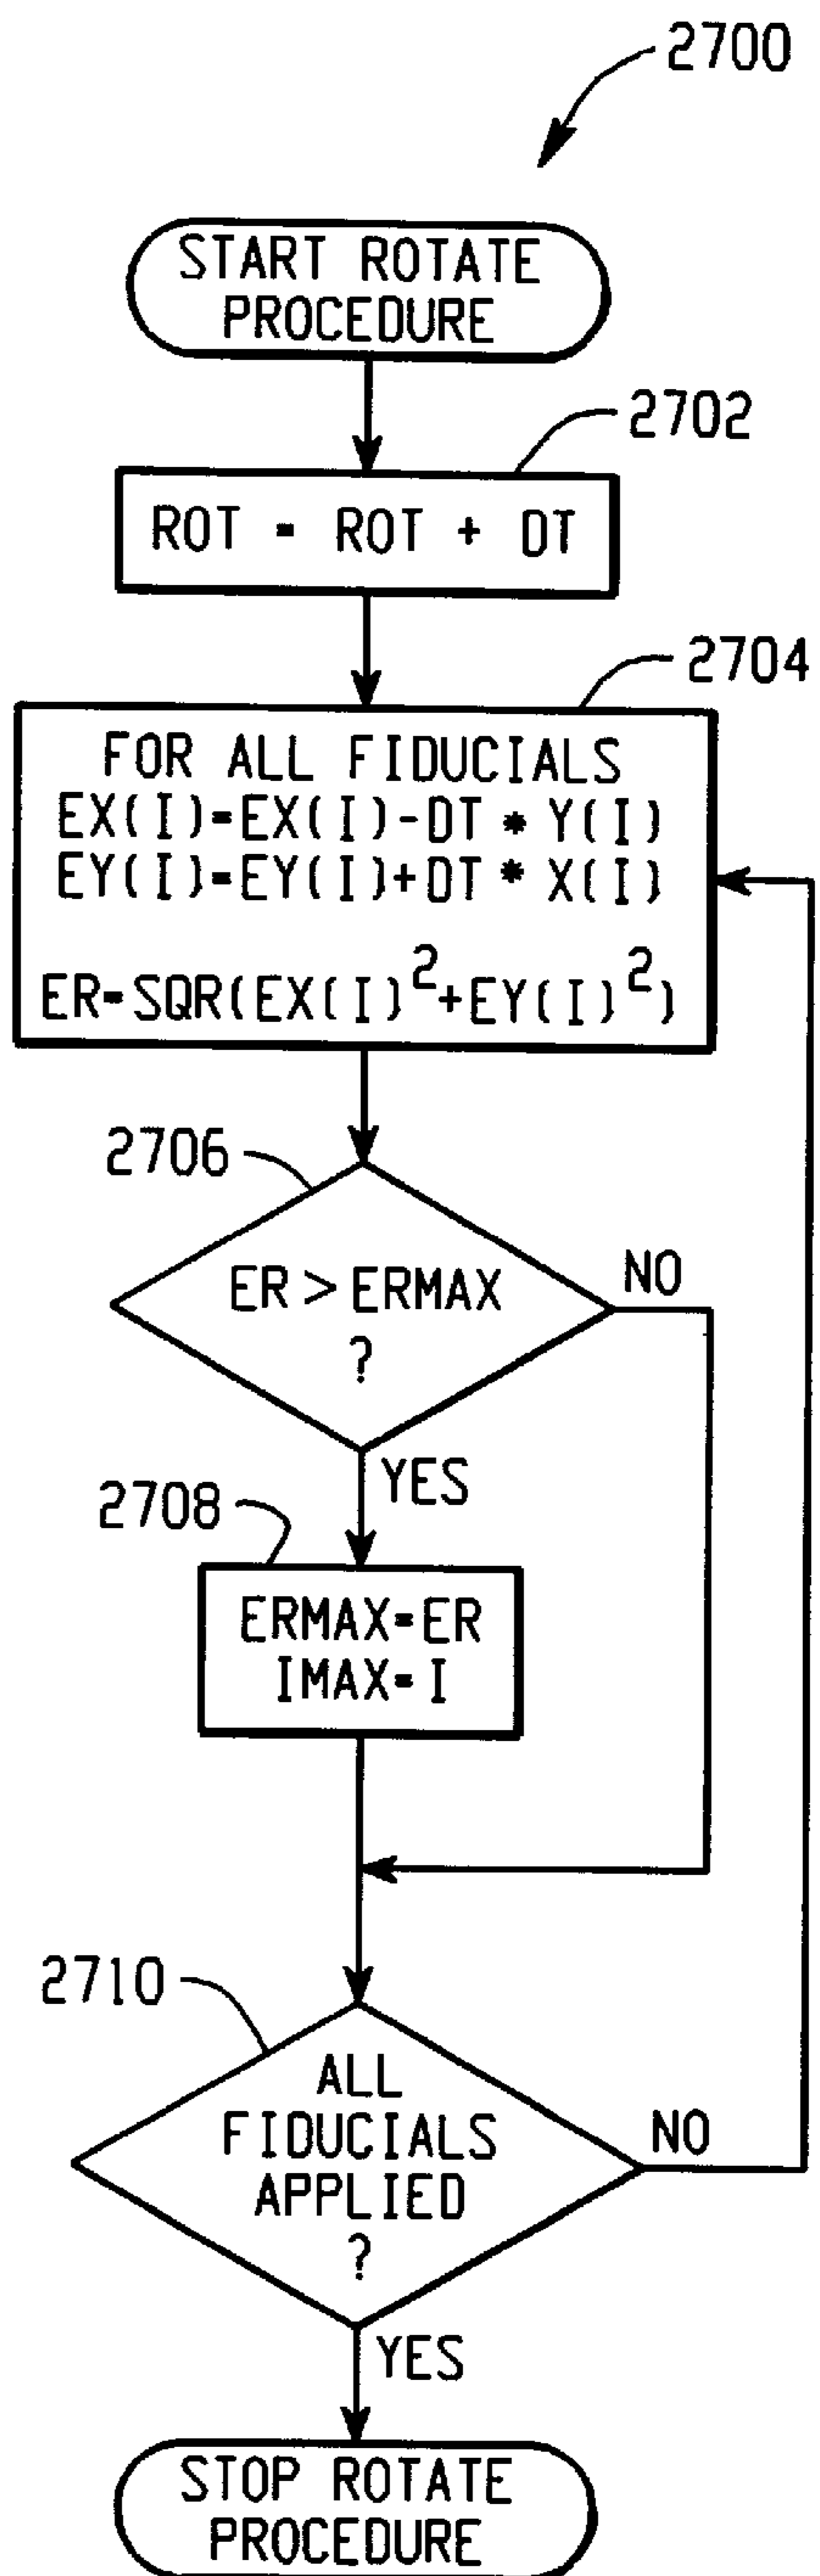 2700
START ROTATE
PROCEDURE
2702
ROT = ROT + DT
2704
FOR ALL FIDUCIALS
EX(I)=EX(I)-DT * Y(I)
EY(I)=EY(I)+DT * X(I)
ER=SQR(EX(I)²+EY(I)²)
2706
ER > ERMAX
?
NO
YES
2708
ERMAX=ER
IMAX=I
2710
ALL
FIDUCIALS
APPLIED
?
NO
YES
STOP ROTATE
PROCEDURE